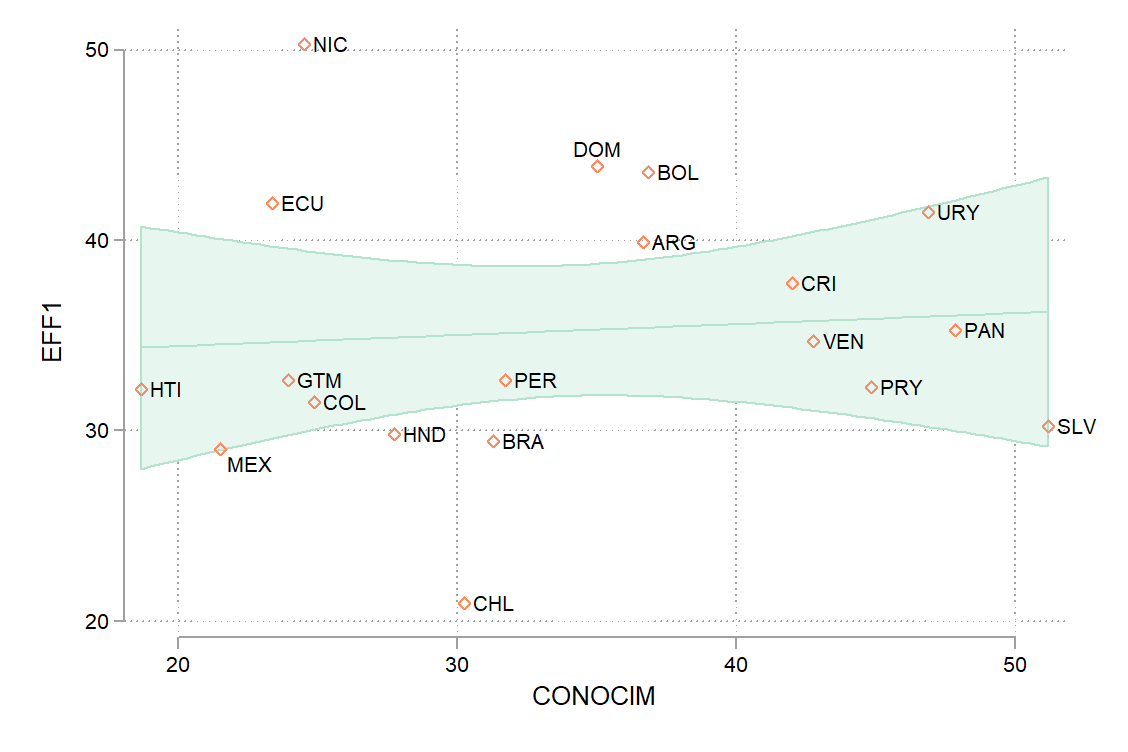 50
NIC
DOM
BOL
ECU
URY
40
ARG
CRI
EFF1
PAN
VEN
HTI
GTM
PER
PRY
COL
30
HND
BRA
SLV
MEX
CHL
20
20
30
40
50
CONOCIM